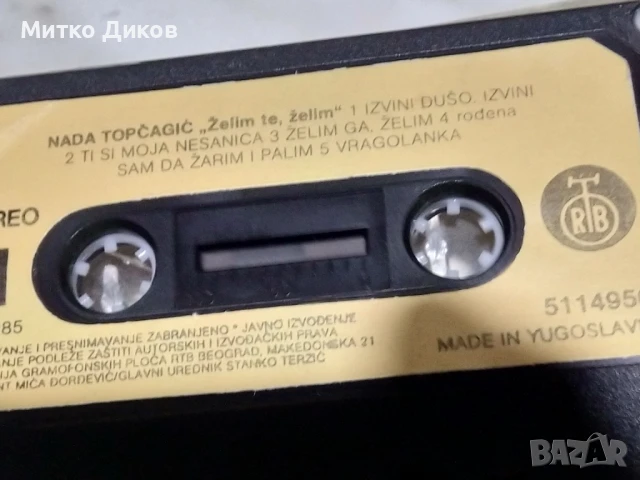 Митко Диков
NADA TOPČAGIĆ „Želim te, želim" 1 IZVINI DUŠO, IZVINI
2 TI SI MOJA NESANICA 3 ŽELIM GA, ŽELIM 4 rođena
SAM DA ŽARIM I PALIM 5 VRAGOLANKA
REO
RTB
85
5114950
VANJE I PRESNIMAVANJE ZABRANJENO * JAVNO IZVOĐENJE
ANJE PODLEŽE ZAŠTITI AUTORSKIH I IZVOĐAČKIH PRAVA
NJA GRAMOFONSKIH PLOČA RTB BEOGRAD, MAKEDONSKA 21
NT MIĆA ĐORĐEVIĆ/GLAVNI UREDNIK STANKO TERZIĆ
MADE IN YUGOSLAV
BAZAR